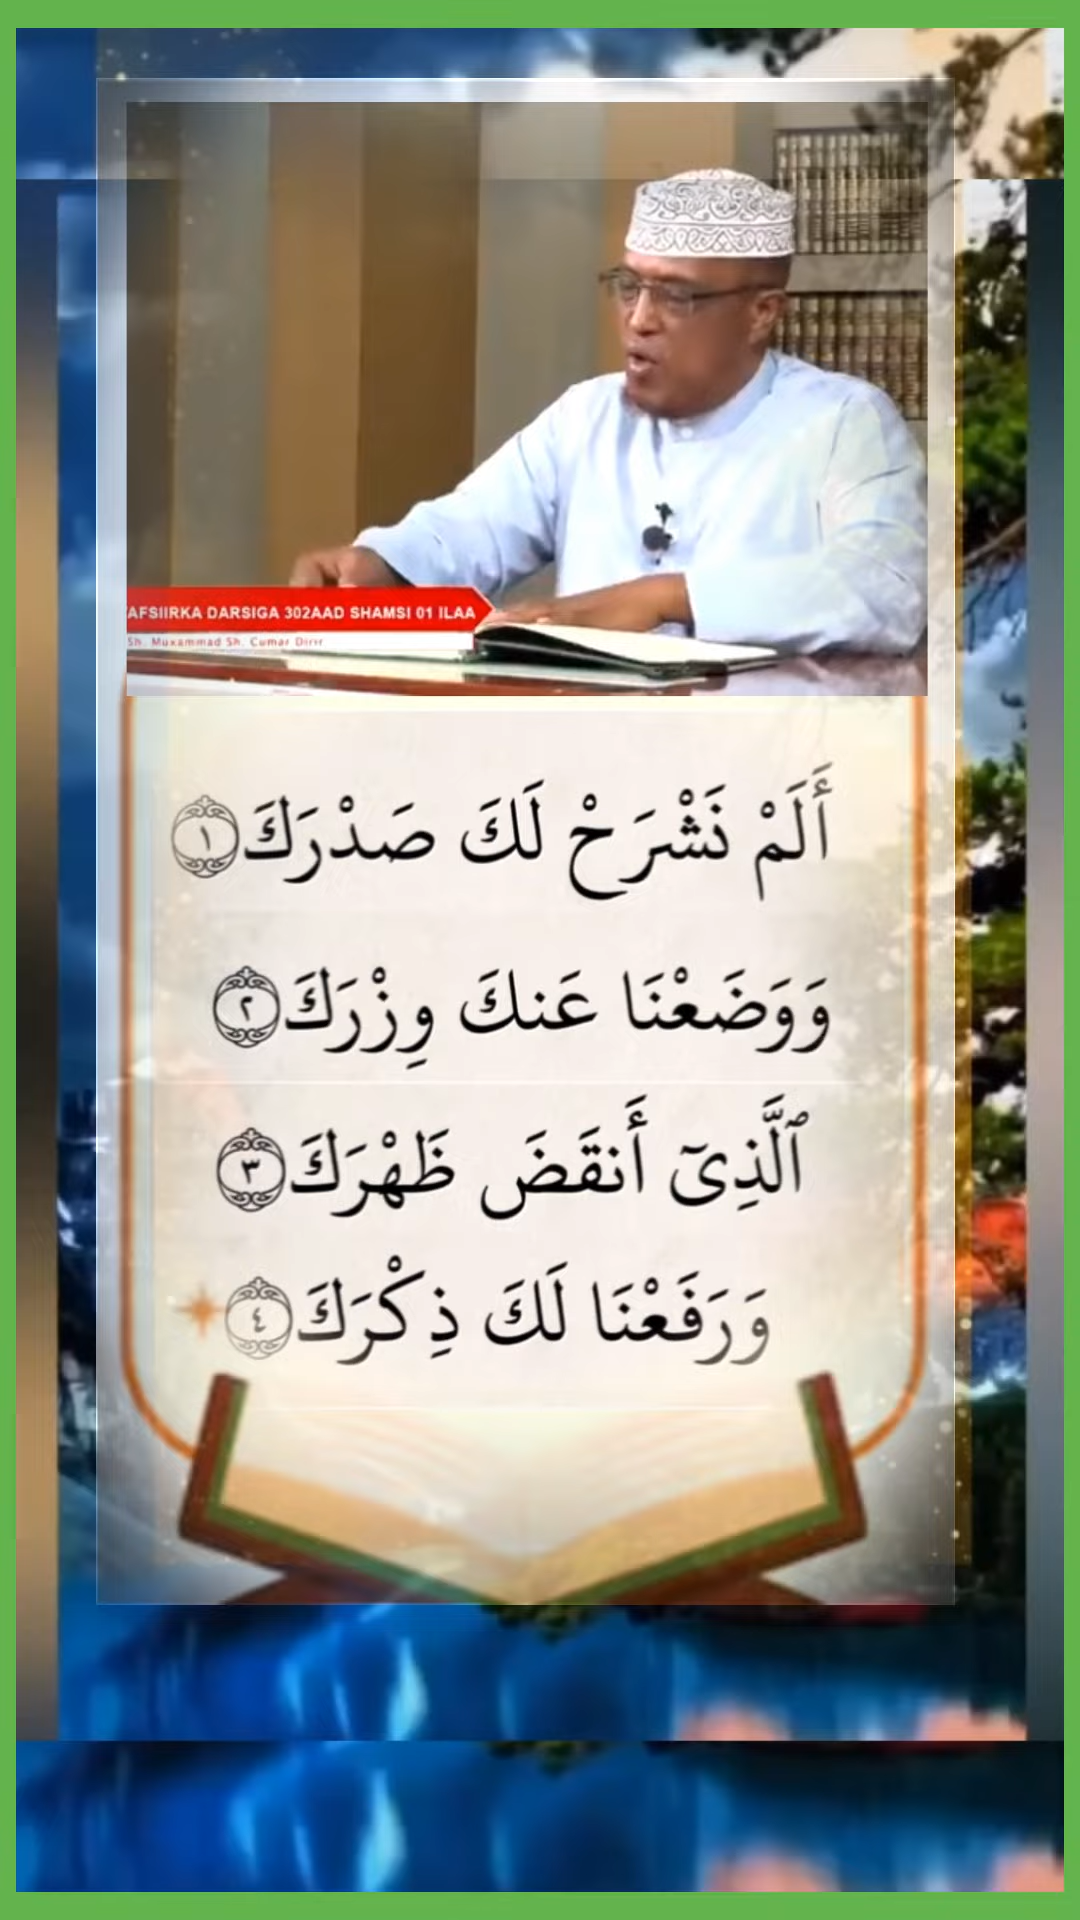 AFSIIRKA DARSIGA 302AAD SHAMSI 01 ILAA
Sh. Muxammad Sh. Cumar Dirir
أَلَمْ نَشْرَحْ لَكَ صَدْرَكَ ١
وَوَضَعْنَا عَنكَ وِزْرَكَ ٢
ٱلَّذِىٓ أَنقَضَ ظَهْرَكَ ٣
وَرَفَعْنَا لَكَ ذِكْرَكَ ٤